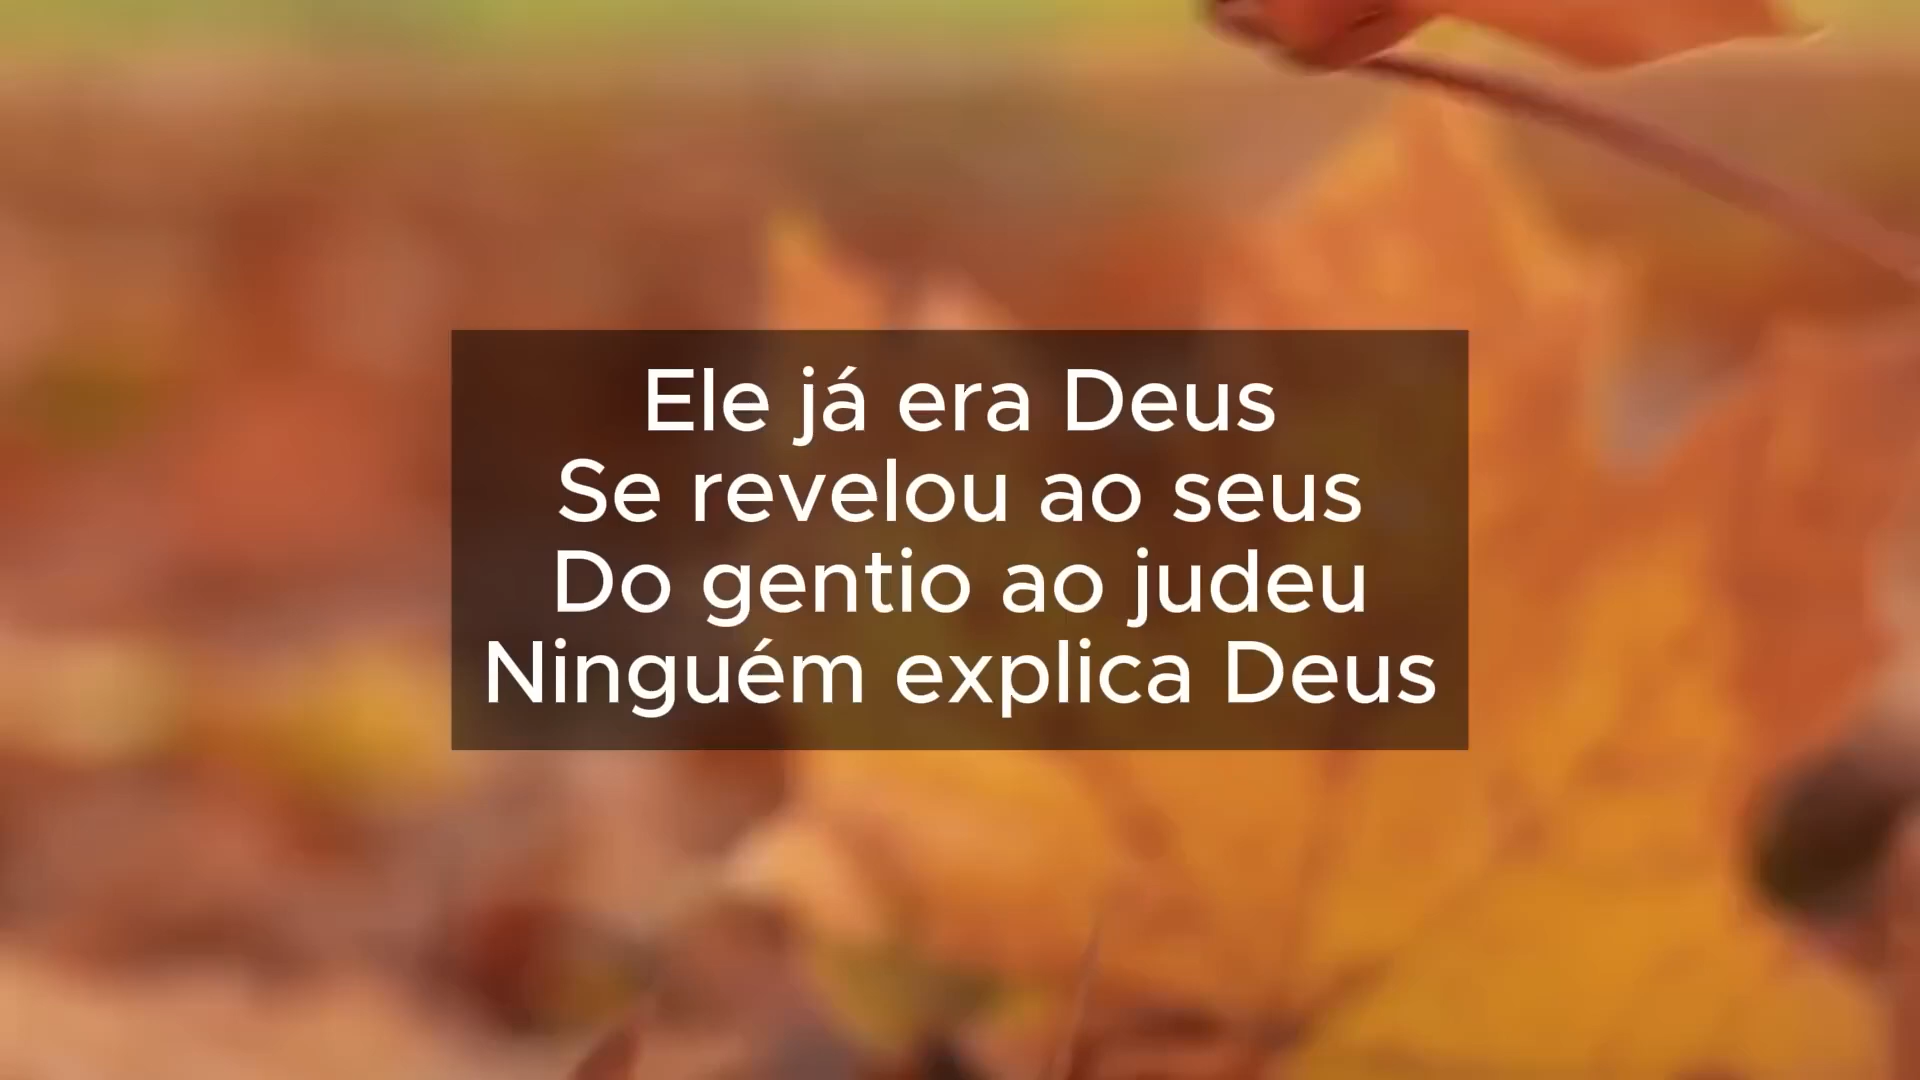 Ele já era Deus
Se revelou ao seus
Do gentio ao judeu
Ninguém explica Deus